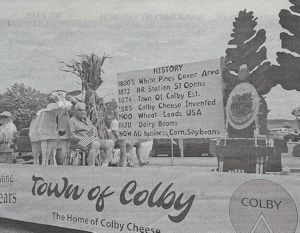 HISTORY
1800's White Pines Cover Area
1873 RR. Station 51 Opens
1874 Town Of Colby Est.
1885 Colby Cheese Invented
1900 Wheat Leads USA
1920 Dairy Booms
NOW AG business, Corn, Soybeans
Town of Colby
ears
The Home of Colby Cheese
COLBY